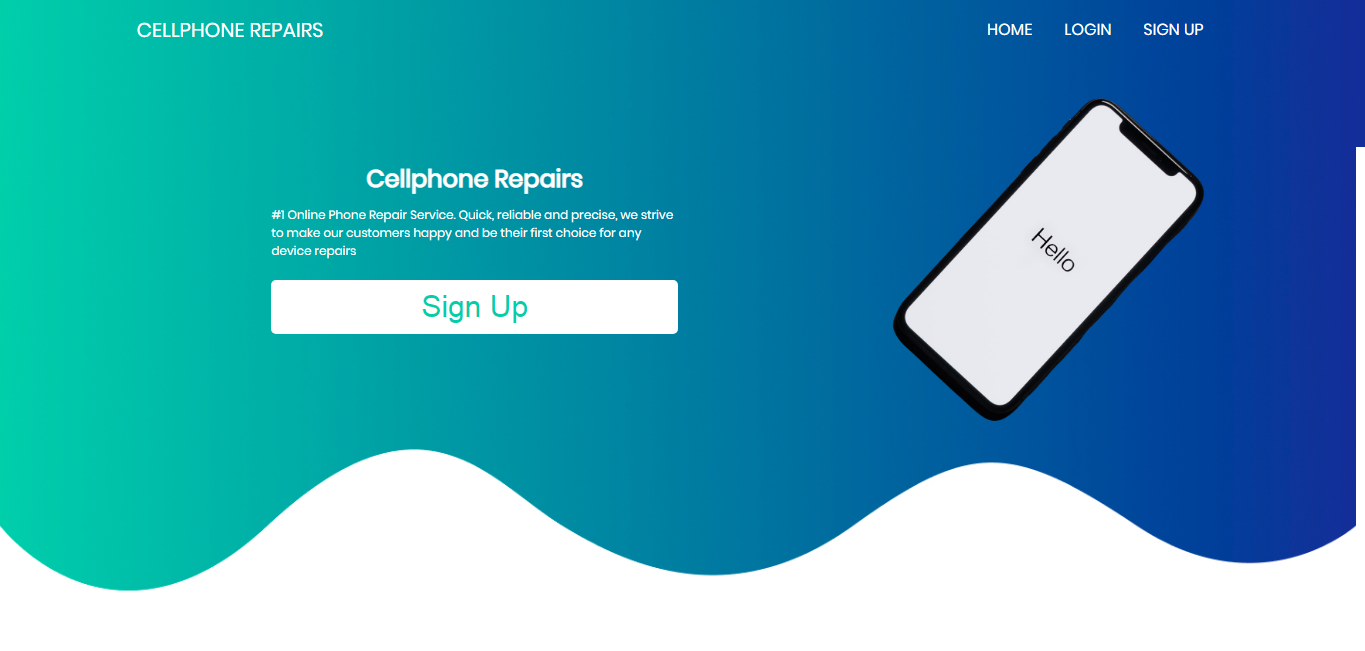 CELLPHONE REPAIRS
HOME LOGIN SIGN UP
Cellphone Repairs
#1 Online Phone Repair Service. Quick, reliable and precise, we strive
to make our customers happy and be their first choice for any
device repairs
Sign Up
Hello